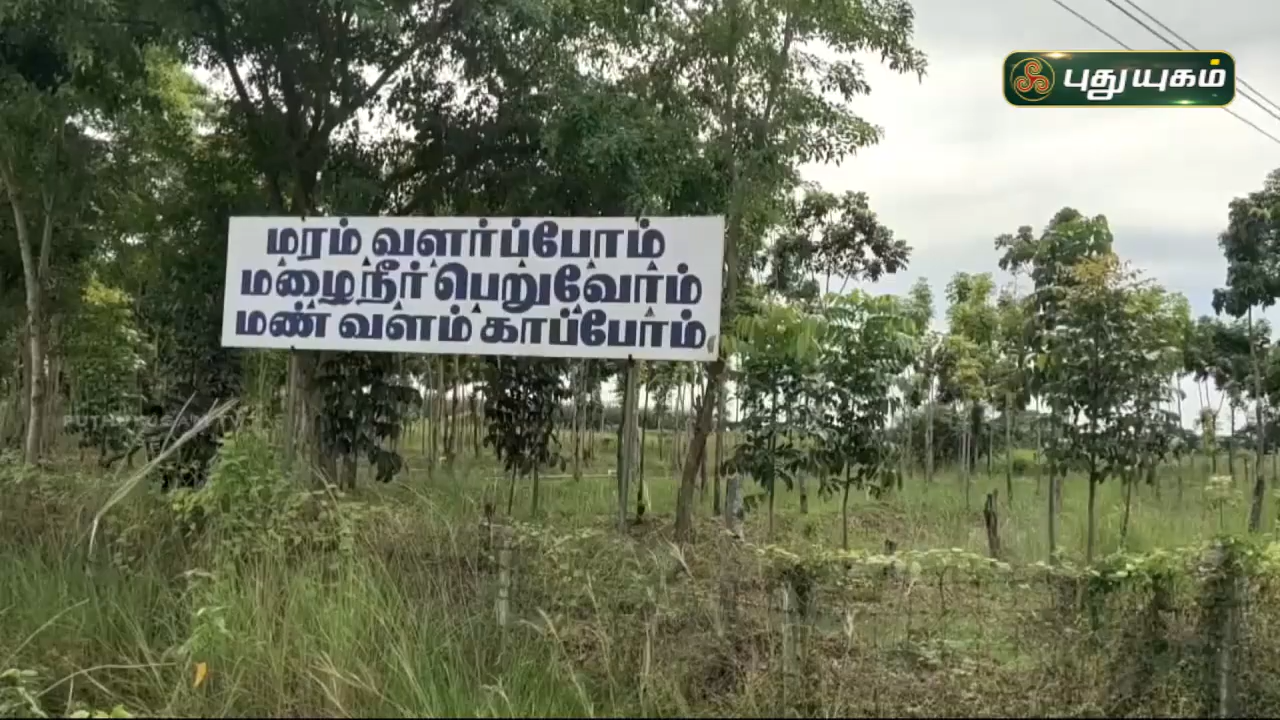 புதுயுகம்
மரம் வளர்ப்போம்
மழைநீர் பெறுவோம்
மண் வளம் காப்போம்